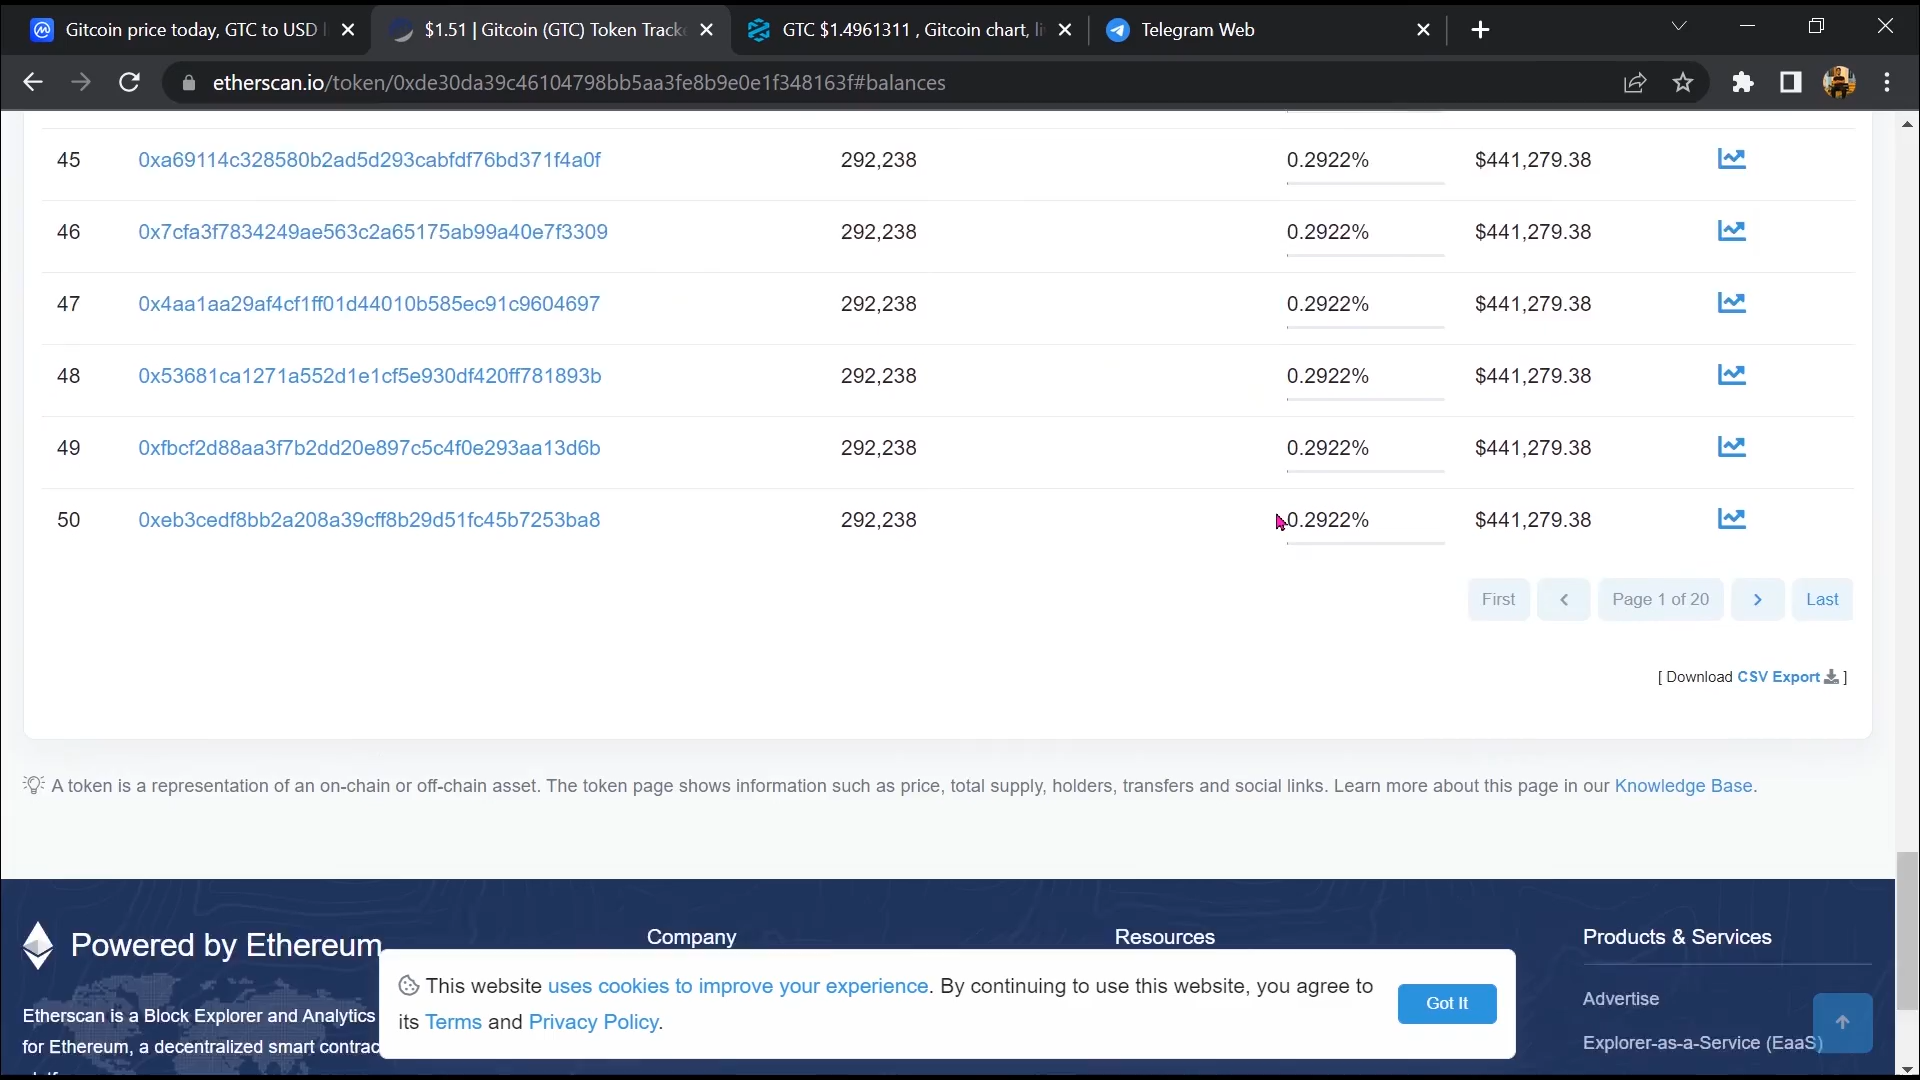 Gitcoin price today, GTC to USD
$1.51 | Gitcoin (GTC) Token Tracke
GTC $1.4961311 , Gitcoin chart, li
Telegram Web
etherscan.io/token/0xde30da39c46104798bb5aa3fe8b9e0e1f348163f#balances
45 0xa69114c328580b2ad5d293cabfdf76bd371f4a0f 292,238 0.2922% $441,279.38
46 0x7cfa3f7834249ae563c2a65175ab99a40e7f3309 292,238 0.2922% $441,279.38
47 0x4aa1aa29af4cf1ff01d44010b585ec91c9604697 292,238 0.2922% $441,279.38
48 0x53681ca1271a552d1e1cf5e930df420ff781893b 292,238 0.2922% $441,279.38
49 0xfbcf2d88aa3f7b2dd20e897c5c4f0e293aa13d6b 292,238 0.2922% $441,279.38
50 0xeb3cedf8bb2a208a39cff8b29d51fc45b7253ba8 292,238 0.2922% $441,279.38
First Page 1 of 20 Last
[ Download CSV Export ]
A token is a representation of an on-chain or off-chain asset. The token page shows information such as price, total supply, holders, transfers and social links. Learn more about this page in our Knowledge Base.
Powered by Ethereum
Company
Resources
Products & Services
This website uses cookies to improve your experience. By continuing to use this website, you agree to
its Terms and Privacy Policy.
Got It
Etherscan is a Block Explorer and Analytics
for Ethereum, a decentralized smart contrac
Advertise
Explorer-as-a-Service (EaaS)